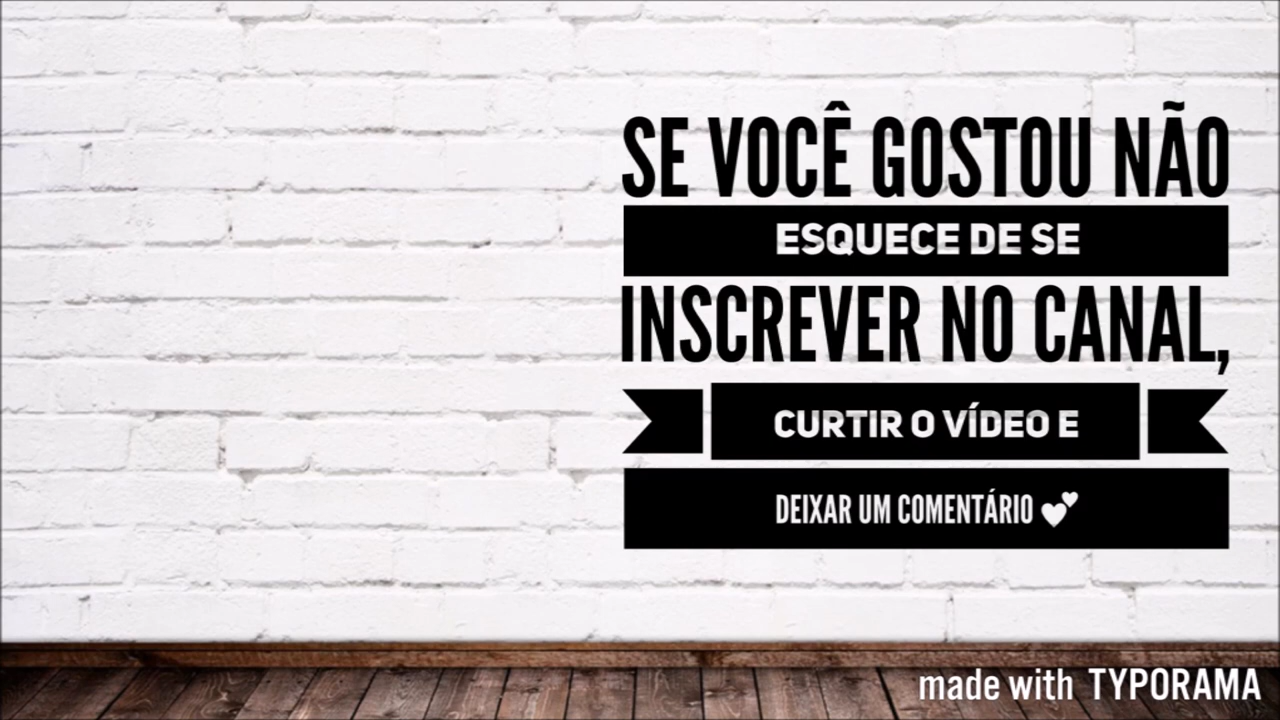 SE VOCÊ GOSTOU NÃO
ESQUECE DE SE
INSCREVER NO CANAL,
CURTIR O VÍDEO E
DEIXAR UM COMENTÁRIO 💕
made with TYPORAMA